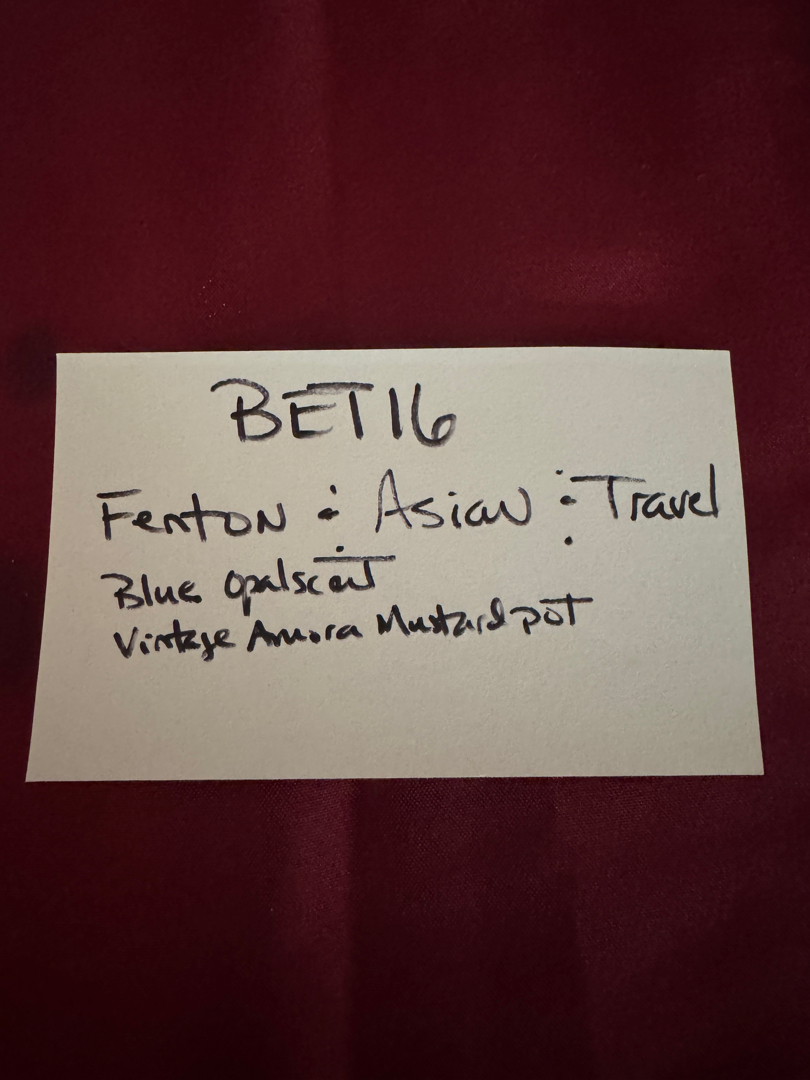 BET16
Fenton : Asian : Travel
Blue Opalscent
Vintage Amora Mustard pot